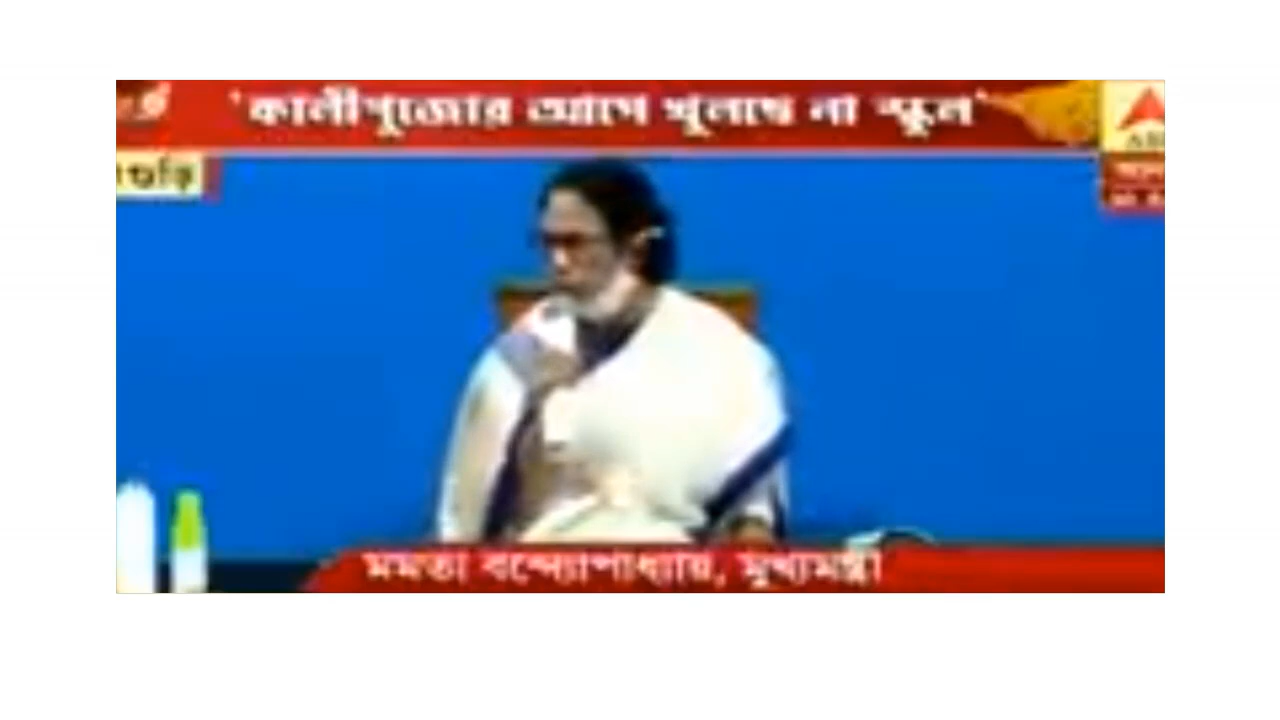 'কালীপুজোর আগে খুলছে না স্কুল'
মমতা বন্দ্যোপাধ্যায়, মুখ্যমন্ত্রী